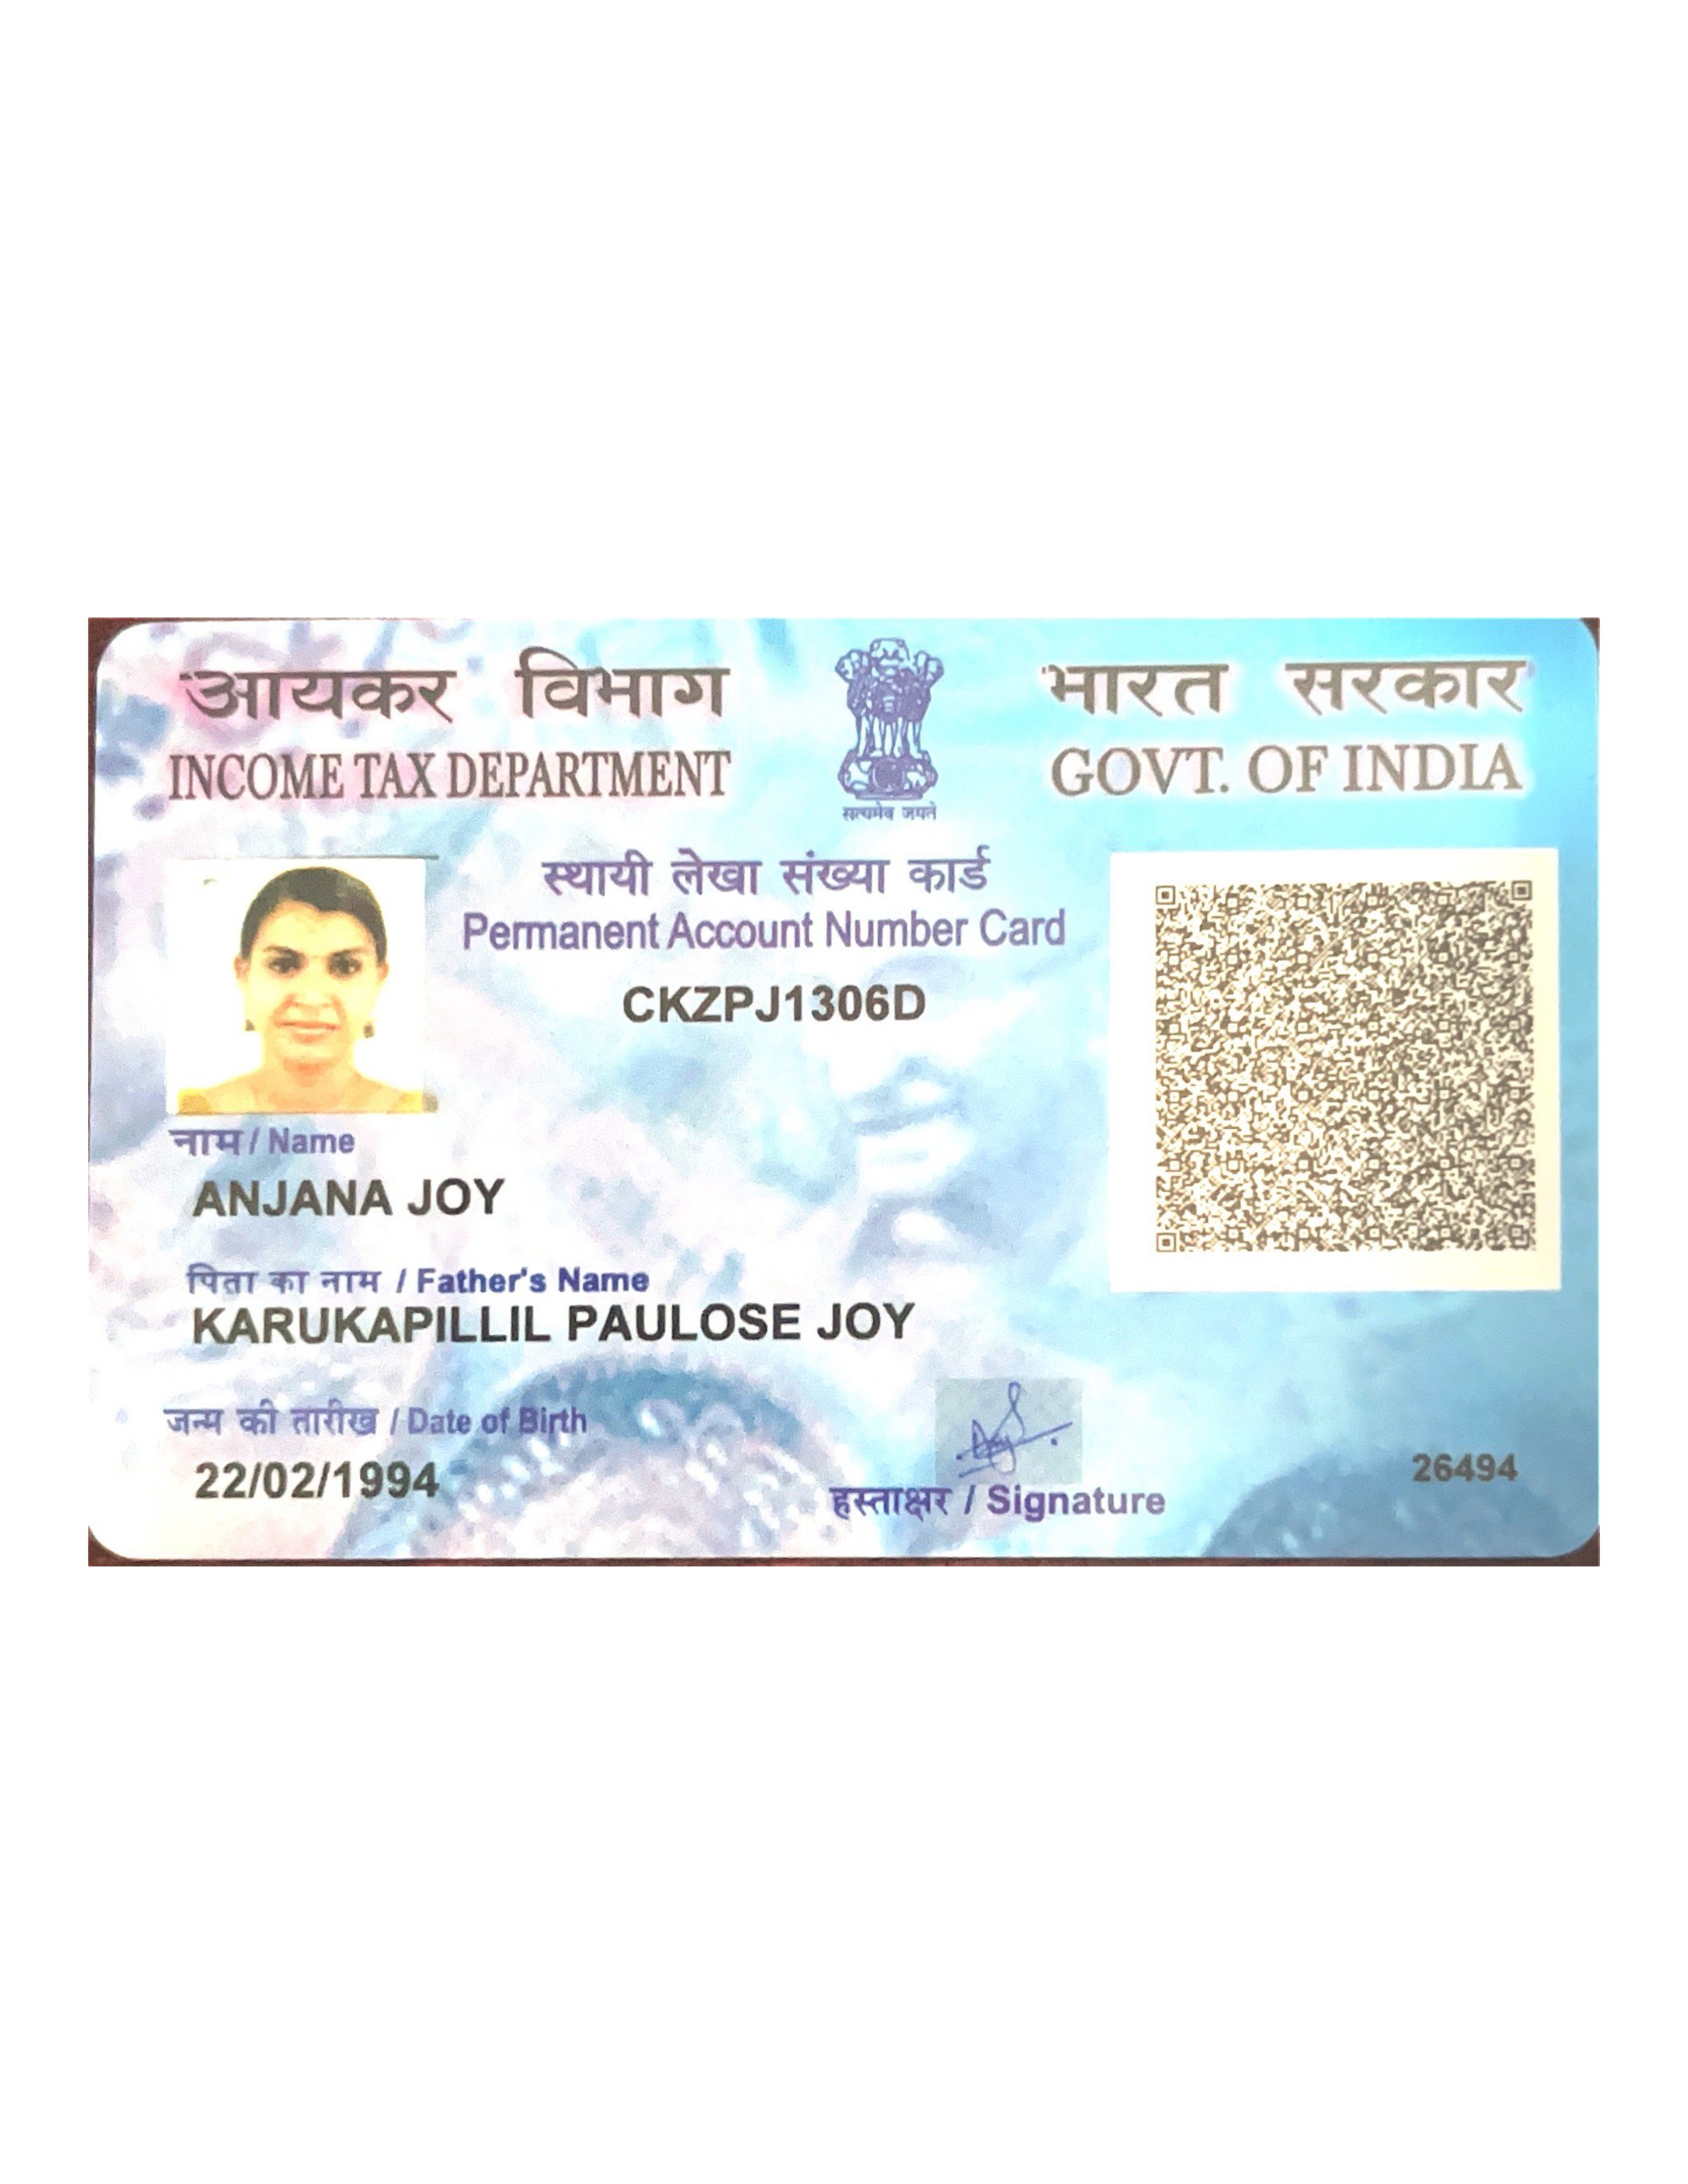 आयकर विभाग
INCOME TAX DEPARTMENT
सत्यमेव जयते
भारत सरकार
GOVT. OF INDIA
स्थायी लेखा संख्या कार्ड
Permanent Account Number Card
CKZPJ1306D
नाम / Name
ANJANA JOY
पिता का नाम / Father's Name
KARUKAPILLIL PAULOSE JOY
जन्म की तारीख / Date of Birth
22/02/1994
हस्ताक्षर / Signature
26494